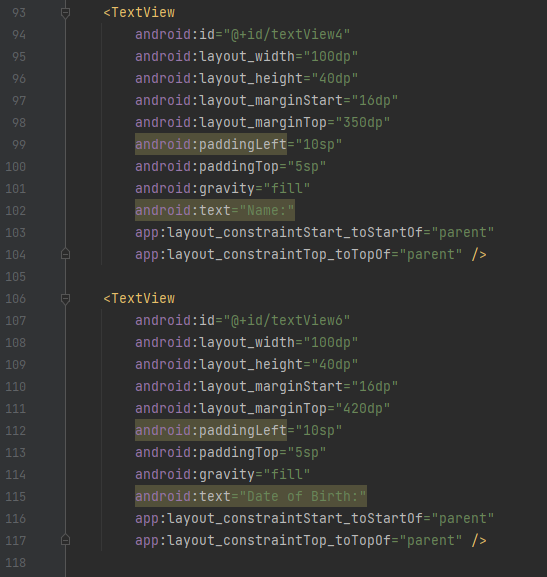 93 <TextView
94 android:id="@+id/textView4"
95 android:layout_width="100dp"
96 android:layout_height="40dp"
97 android:layout_marginStart="16dp"
98 android:layout_marginTop="350dp"
99 android:paddingLeft="10sp"
100 android:paddingTop="5sp"
101 android:gravity="fill"
102 android:text="Name:"
103 app:layout_constraintStart_toStartOf="parent"
104 app:layout_constraintTop_toTopOf="parent" />
105
106 <TextView
107 android:id="@+id/textView6"
108 android:layout_width="100dp"
109 android:layout_height="40dp"
110 android:layout_marginStart="16dp"
111 android:layout_marginTop="420dp"
112 android:paddingLeft="10sp"
113 android:paddingTop="5sp"
114 android:gravity="fill"
115 android:text="Date of Birth:"
116 app:layout_constraintStart_toStartOf="parent"
117 app:layout_constraintTop_toTopOf="parent" />
118